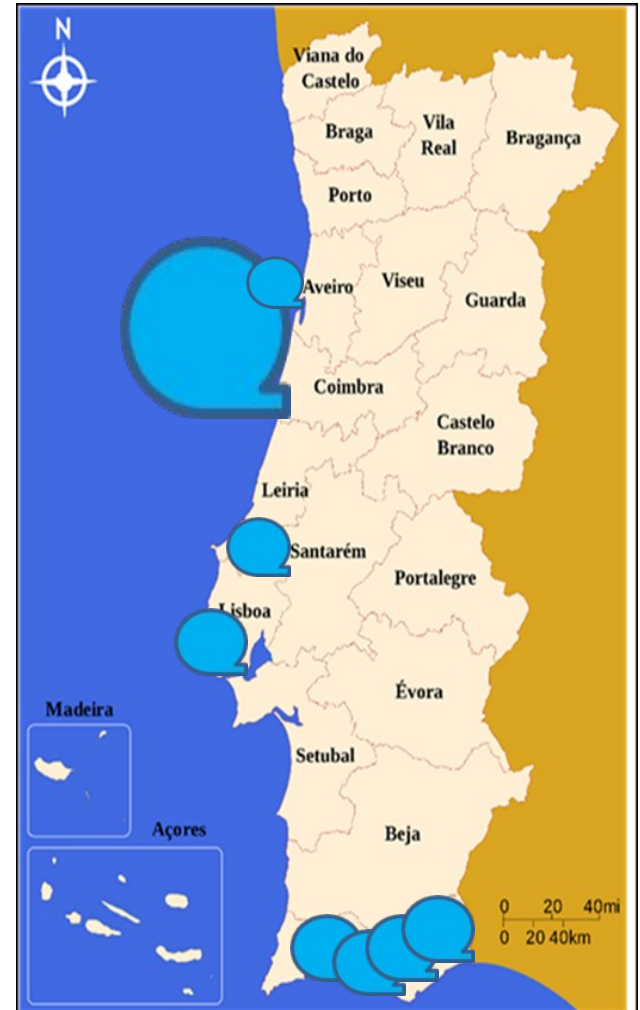 N
Viana do
Castelo
Braga
Vila
Real
Bragança
Porto
Aveiro
Viseu
Guarda
Coimbra
Castelo
Branco
Leiria
Santarém
Portalegre
Lisboa
Évora
Madeira
Setubal
Açores
Beja
0 20 40mi
0 20 40km